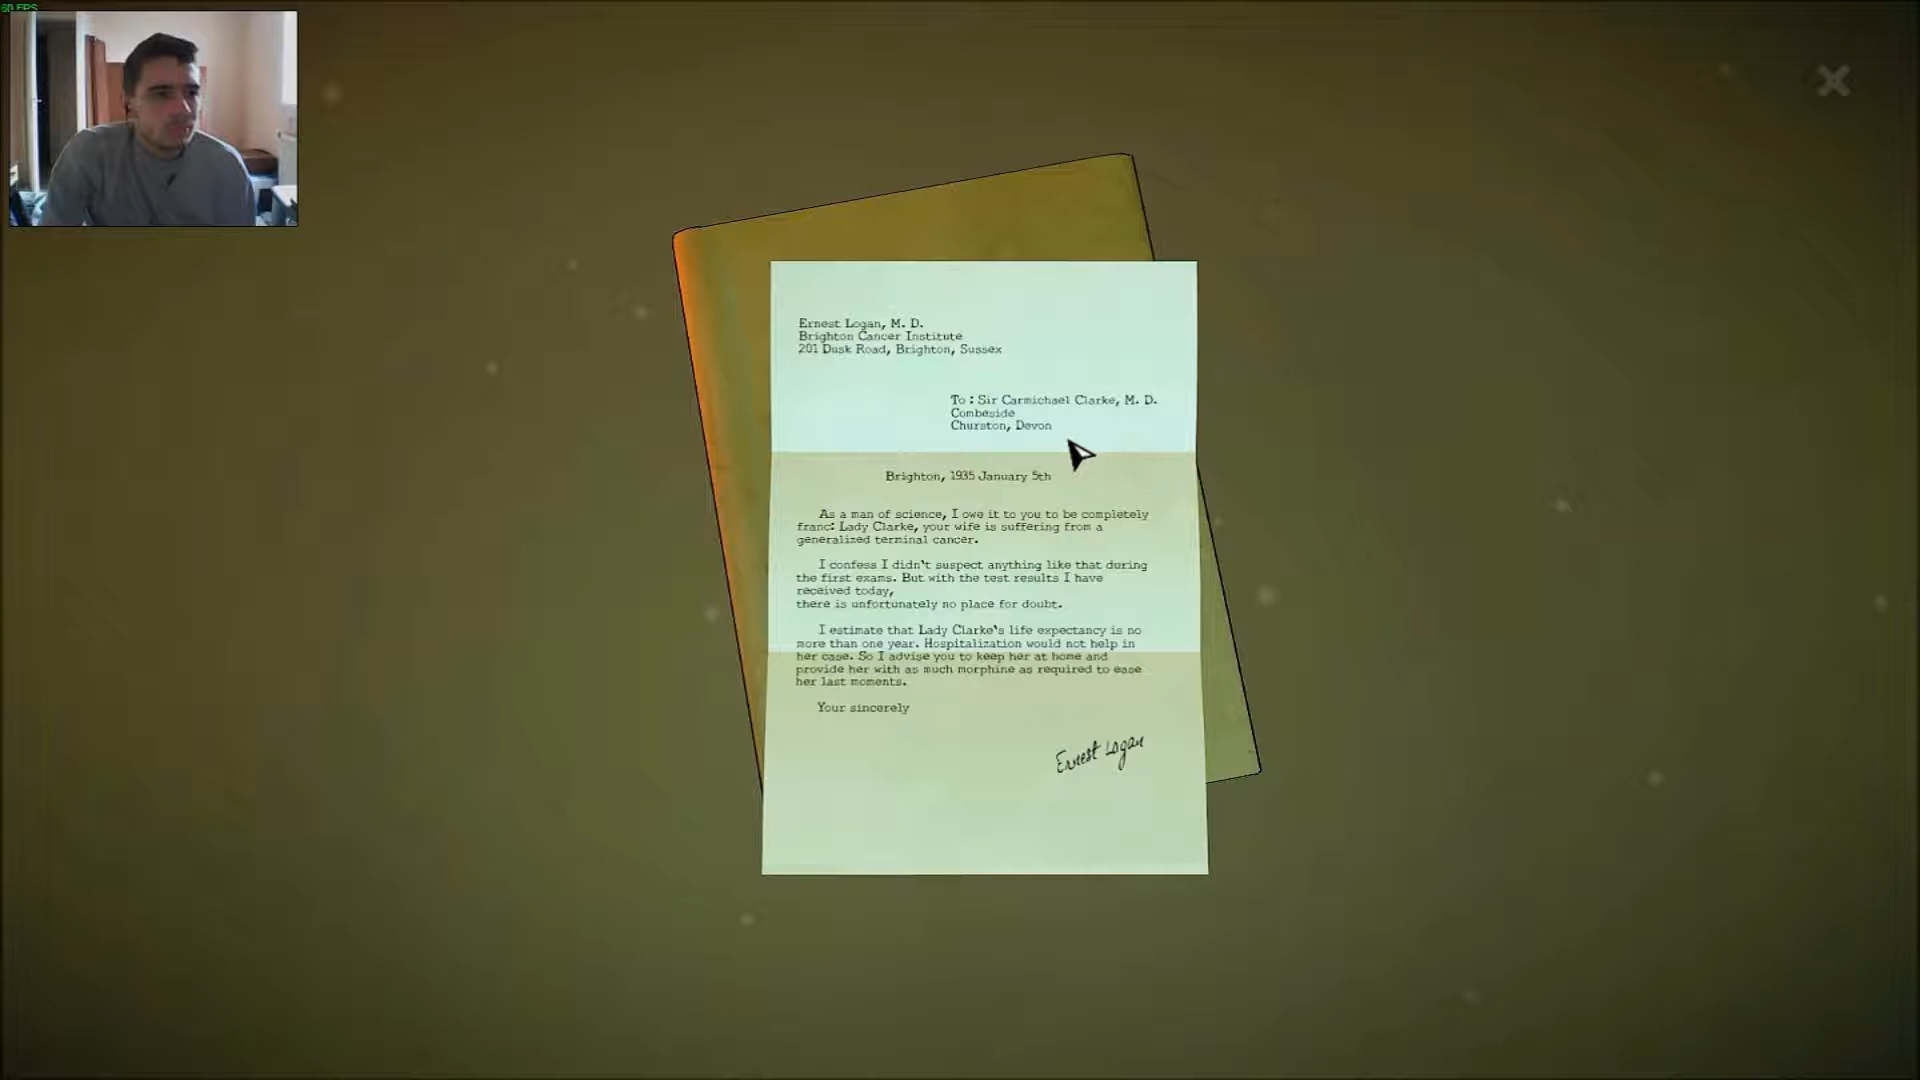 60 FPS
Ernest Logan, M. D.
Brighton Cancer Institute
201 Dusk Road, Brighton, Sussex
To : Sir Carmichael Clarke, M. D.
Combeside
Churston, Devon
Brighton, 1935 January 5th
As a man of science, I owe it to you to be completely
franc: Lady Clarke, your wife is suffering from a
generalized terminal cancer.
I confess I didn't suspect anything like that during
the first exams. But with the test results I have
received today,
there is unfortunately no place for doubt.
I estimate that Lady Clarke's life expectancy is no
more than one year. Hospitalization would not help in
her case. So I advise you to keep her at home and
provide her with as much morphine as required to ease
her last moments.
Your sincerely
Ernest Logan